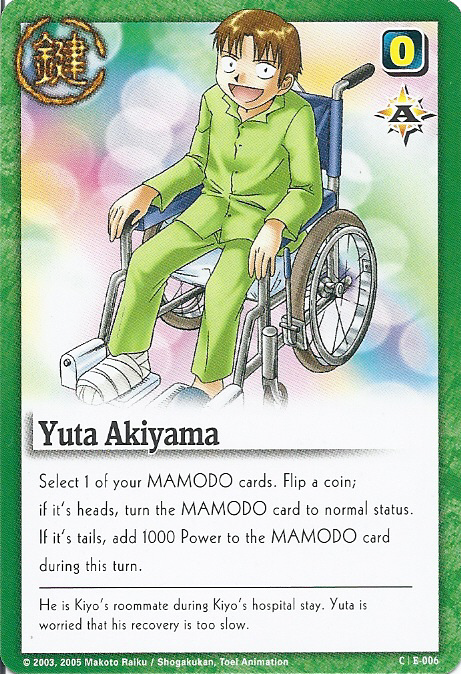 鍵
0
A
Yuta Akiyama
Select 1 of your MAMODO cards. Flip a coin;
if it's heads, turn the MAMODO card to normal status.
If it's tails, add 1000 Power to the MAMODO card
during this turn.
He is Kiyo's roommate during Kiyo's hospital stay. Yuta is
worried that his recovery is too slow.
© 2003, 2005 Makoto Raiku / Shogakukan, Toei Animation
C | E-006